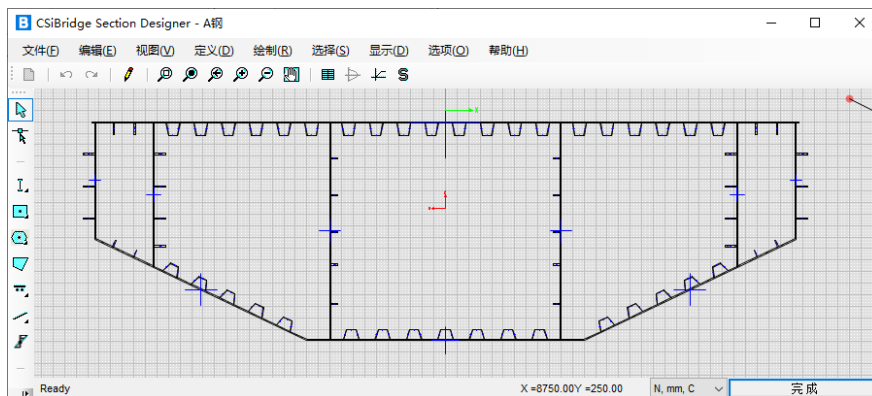 B CSiBridge Section Designer - A钢
文件(F) 编辑(E) 视图(V) 定义(D) 绘制(R) 选择(S) 显示(D) 选项(O) 帮助(H)
Ready X =8750.00Y =250.00 N, mm, C 完成